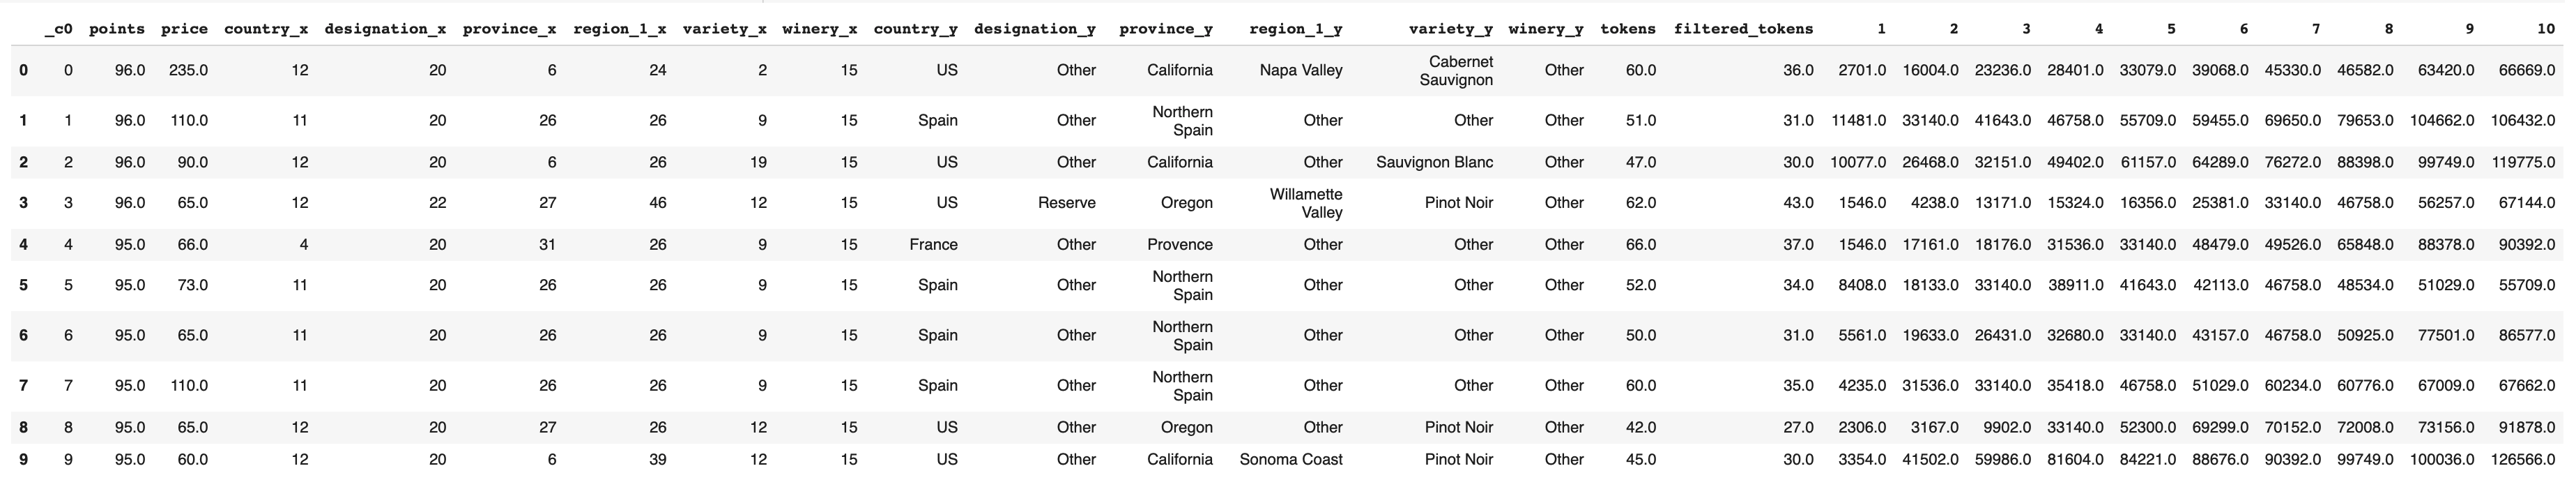 _c0 points price country_x designation_x province_x region_1_x variety_x winery_x country_y designation_y province_y region_1_y variety_y winery_y tokens filtered_tokens 1 2 3 4 5 6 7 8 9 10
0 0 96.0 235.0 12 20 6 24 2 15 US Other California Napa Valley Cabernet Sauvignon Other 60.0 36.0 2701.0 16004.0 23236.0 28401.0 33079.0 39068.0 45330.0 46582.0 63420.0 66669.0
1 1 96.0 110.0 11 20 26 26 9 15 Spain Other Northern Spain Other Other Other 51.0 31.0 11481.0 33140.0 41643.0 46758.0 55709.0 59455.0 69650.0 79653.0 104662.0 106432.0
2 2 96.0 90.0 12 20 6 26 19 15 US Other California Other Sauvignon Blanc Other 47.0 30.0 10077.0 26468.0 32151.0 49402.0 61157.0 64289.0 76272.0 88398.0 99749.0 119775.0
3 3 96.0 65.0 12 22 27 46 12 15 US Reserve Oregon Willamette Valley Pinot Noir Other 62.0 43.0 1546.0 4238.0 13171.0 15324.0 16356.0 25381.0 33140.0 46758.0 56257.0 67144.0
4 4 95.0 66.0 4 20 31 26 9 15 France Other Provence Other Other Other 66.0 37.0 1546.0 17161.0 18176.0 31536.0 33140.0 48479.0 49526.0 65848.0 88378.0 90392.0
5 5 95.0 73.0 11 20 26 26 9 15 Spain Other Northern Spain Other Other Other 52.0 34.0 8408.0 18133.0 33140.0 38911.0 41643.0 42113.0 46758.0 48534.0 51029.0 55709.0
6 6 95.0 65.0 11 20 26 26 9 15 Spain Other Northern Spain Other Other Other 50.0 31.0 5561.0 19633.0 26431.0 32680.0 33140.0 43157.0 46758.0 50925.0 77501.0 86577.0
7 7 95.0 110.0 11 20 26 26 9 15 Spain Other Northern Spain Other Other Other 60.0 35.0 4235.0 31536.0 33140.0 35418.0 46758.0 51029.0 60234.0 60776.0 67009.0 67662.0
8 8 95.0 65.0 12 20 27 26 12 15 US Other Oregon Other Pinot Noir Other 42.0 27.0 2306.0 3167.0 9902.0 33140.0 52300.0 69299.0 70152.0 72008.0 73156.0 91878.0
9 9 95.0 60.0 12 20 6 39 12 15 US Other California Sonoma Coast Pinot Noir Other 45.0 30.0 3354.0 41502.0 59986.0 81604.0 84221.0 88676.0 90392.0 99749.0 100036.0 126566.0